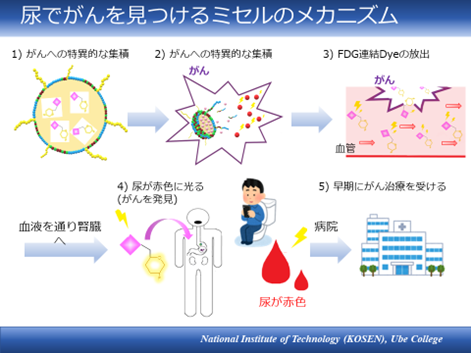 尿でがんを見つけるミセルのメカニズム
1) がんへの特異的な集積
2) がんへの特異的な集積
3) FDG連結Dyeの放出
がん
がん
血管
4) 尿が赤色に光る
(がんを発見)
5) 早期にがん治療を受ける
血液を通り腎臓
へ
病院
尿が赤色
National Institute of Technology (KOSEN), Ube College